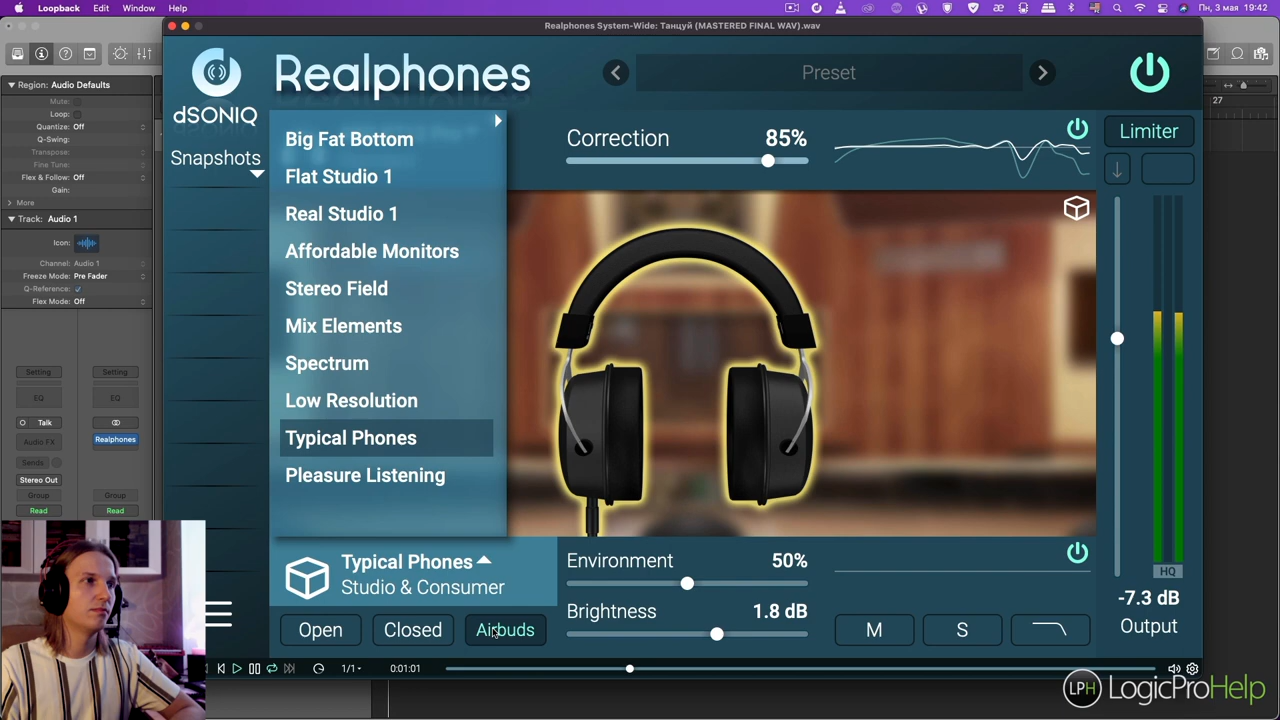 Loopback Edit Window Help
Пн, 3 мая 19:42
Realphones System-Wide: Танцуй (MASTERED FINAL WAV).wav
Region: Audio Defaults
Mute:
Loop:
Quantize: Off
Q-Swing:
Transpose:
Fine Tune:
Flex & Follow: Off
Gain:
More
Track: Audio 1
Icon:
Channel: Audio 1
Freeze Mode: Pre Fader
Q-Reference:
Flex Mode: Off
Setting Setting
EQ EQ
Talk
Audio FX Realphones
Sends
Stereo Out
Group Group
Read Read
dSONIQ
Realphones
Preset
Snapshots
Big Fat Bottom
Flat Studio 1
Real Studio 1
Affordable Monitors
Stereo Field
Mix Elements
Spectrum
Low Resolution
Typical Phones
Pleasure Listening
Correction 85%
Limiter
27
HQ
-7.3 dB
Output
Typical Phones
Studio & Consumer
Open Closed Airbuds
Environment 50%
Brightness 1.8 dB
M S
1/1 0:01:01
LPH LogicProHelp